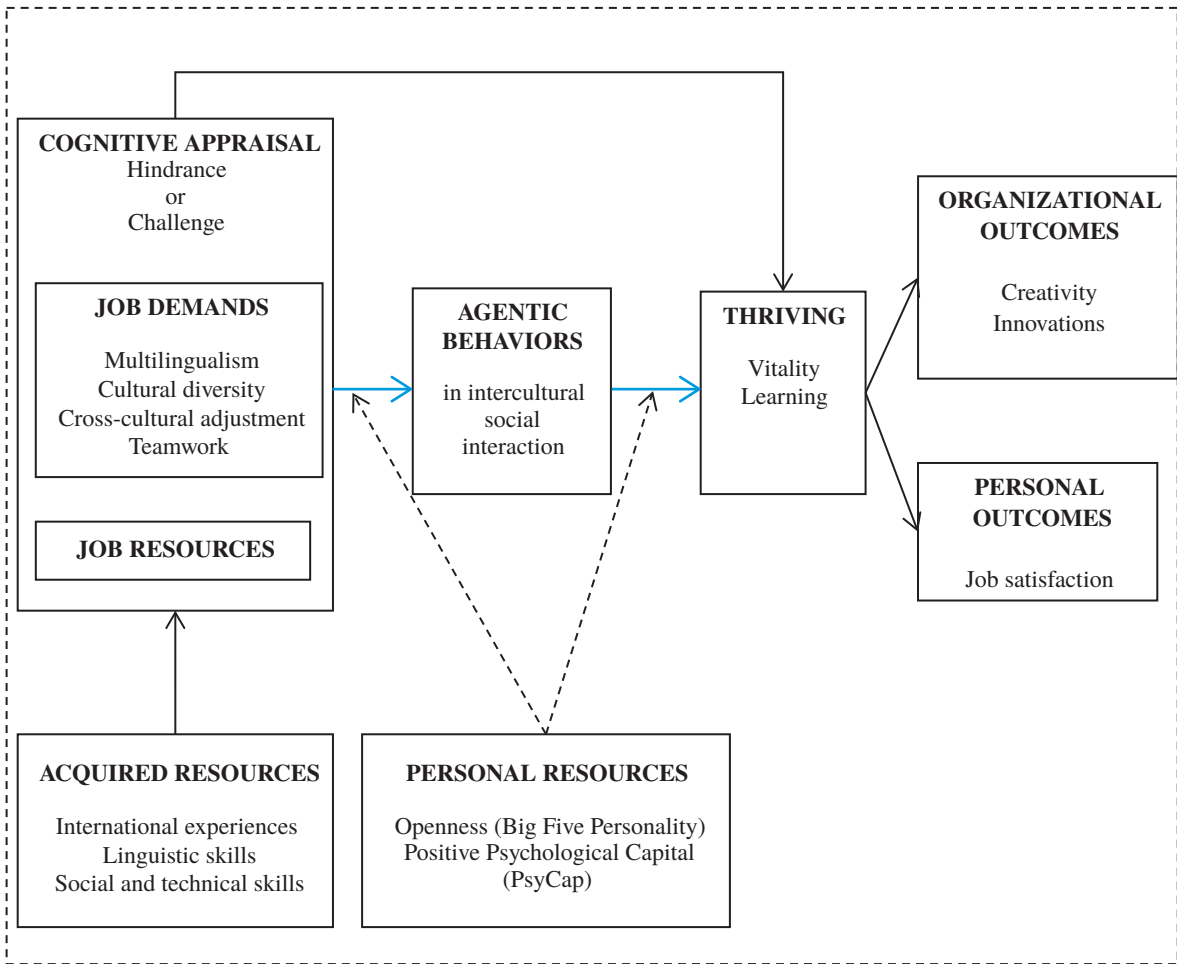 COGNITIVE APPRAISAL
Hindrance
or
Challenge
JOB DEMANDS
Multilingualism
Cultural diversity
Cross-cultural adjustment
Teamwork
JOB RESOURCES
AGENTIC
BEHAVIORS
in intercultural
social
interaction
THRIVING
Vitality
Learning
ORGANIZATIONAL
OUTCOMES
Creativity
Innovations
PERSONAL
OUTCOMES
Job satisfaction
ACQUIRED RESOURCES
International experiences
Linguistic skills
Social and technical skills
PERSONAL RESOURCES
Openness (Big Five Personality)
Positive Psychological Capital
(PsyCap)